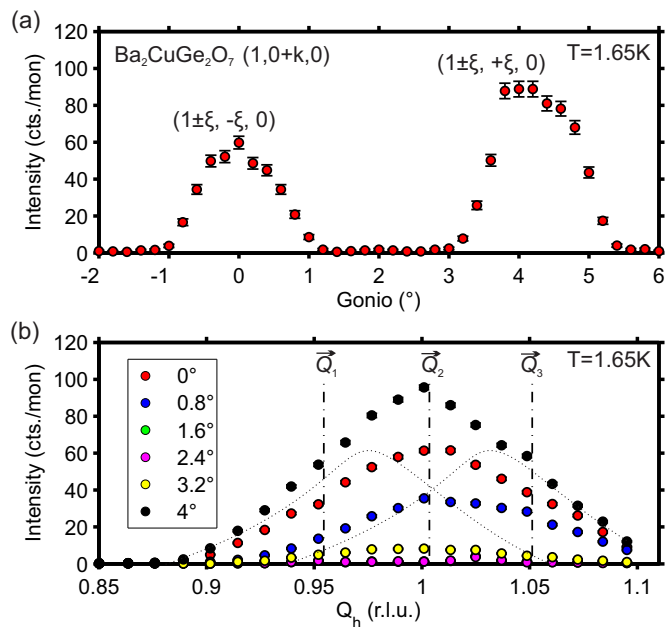 (a)
Ba₂CuGe₂O₇ (1,0+k,0)
T=1.65K
(1±ξ, +ξ, 0)
(1±ξ, -ξ, 0)
Intensity (cts./mon)
120
100
80
60
40
20
0
-2 -1 0 1 2 3 4 5 6
Gonio (°)
(b)
T=1.65K
Q₁ Q₂ Q₃
0°
0.8°
1.6°
2.4°
3.2°
4°
Intensity (cts./mon)
120
100
80
60
40
20
0
0.85 0.9 0.95 1 1.05 1.1
Qₕ (r.l.u.)